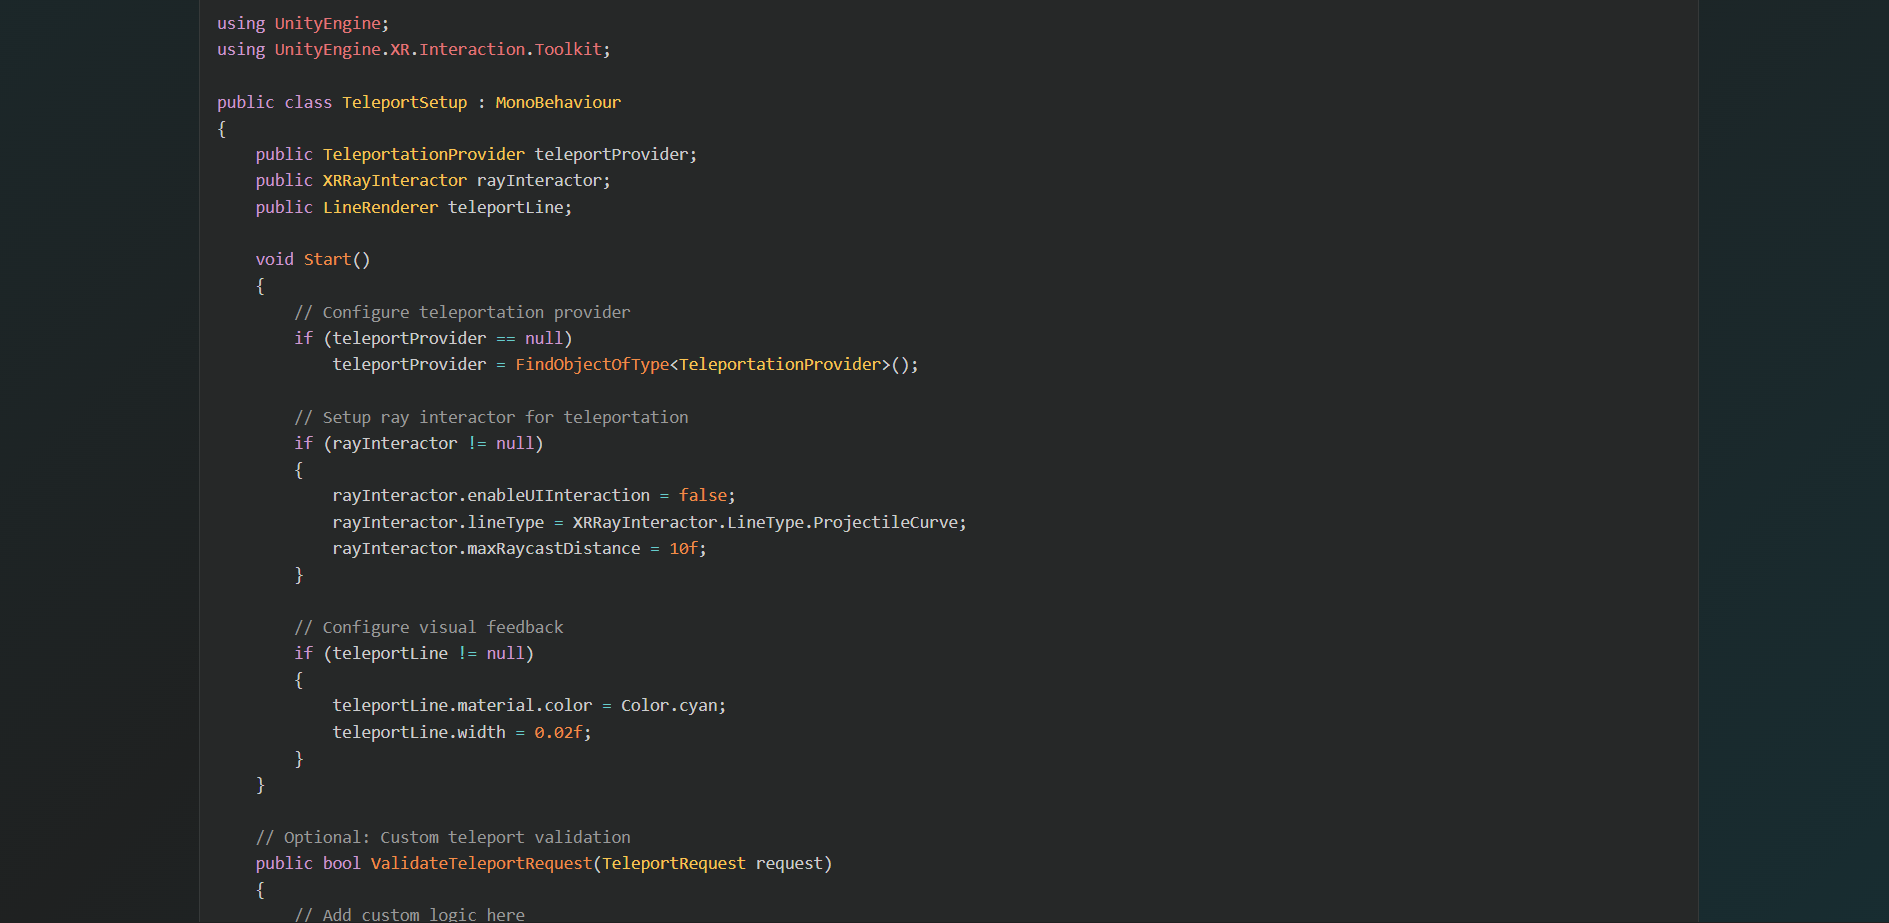 using UnityEngine;
using UnityEngine.XR.Interaction.Toolkit;

public class TeleportSetup : MonoBehaviour
{
    public TeleportationProvider teleportProvider;
    public XRRayInteractor rayInteractor;
    public LineRenderer teleportLine;

    void Start()
    {
        // Configure teleportation provider
        if (teleportProvider == null)
            teleportProvider = FindObjectOfType<TeleportationProvider>();

        // Setup ray interactor for teleportation
        if (rayInteractor != null)
        {
            rayInteractor.enableUIInteraction = false;
            rayInteractor.lineType = XRRayInteractor.LineType.ProjectileCurve;
            rayInteractor.maxRaycastDistance = 10f;
        }

        // Configure visual feedback
        if (teleportLine != null)
        {
            teleportLine.material.color = Color.cyan;
            teleportLine.width = 0.02f;
        }
    }

    // Optional: Custom teleport validation
    public bool ValidateTeleportRequest(TeleportRequest request)
    {
        // Add custom logic here